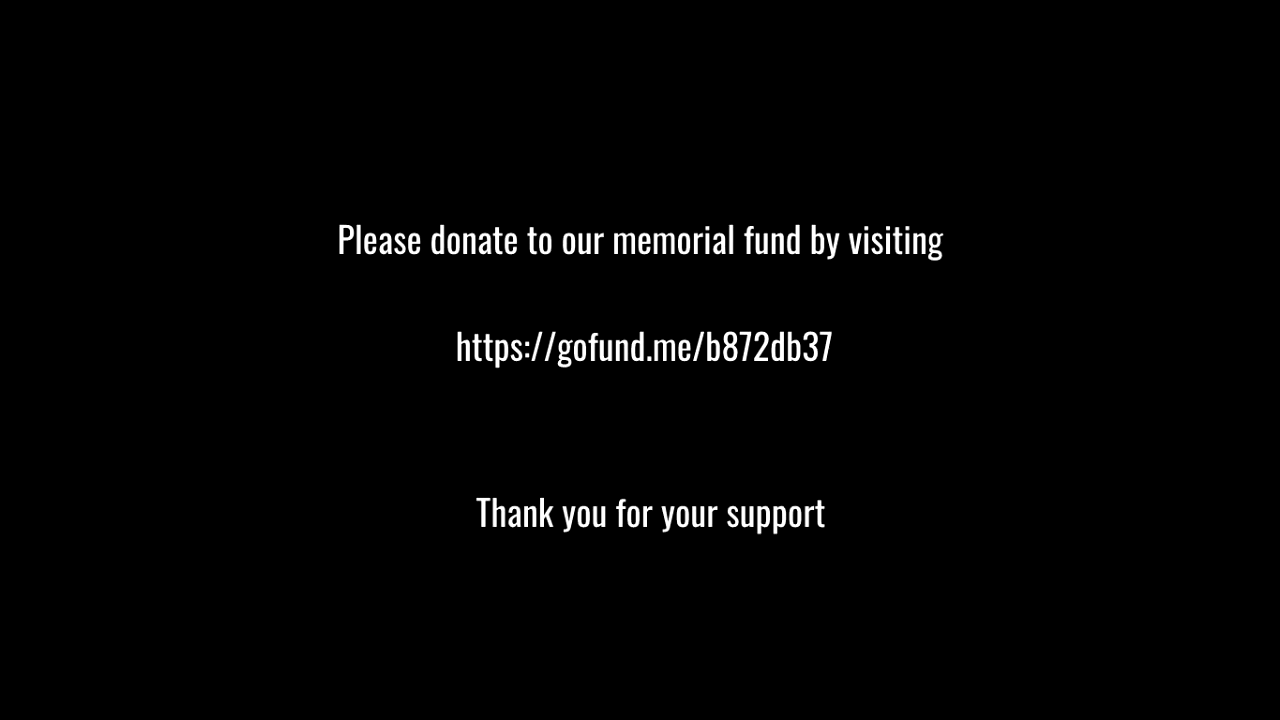 Please donate to our memorial fund by visiting
https://gofund.me/b872db37
Thank you for your support